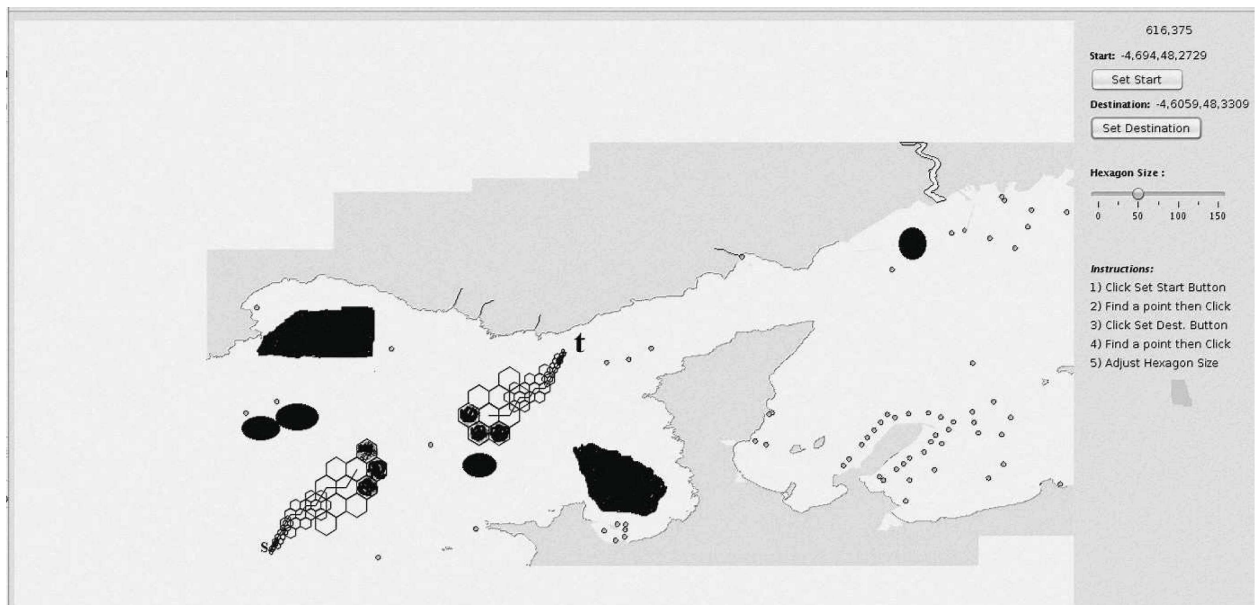 616,375
Start: -4,694,48,2729
Set Start
Destination: -4,6059,48,3309
Set Destination
Hexagon Size :
0 50 100 150
Instructions:
1) Click Set Start Button
2) Find a point then Click
3) Click Set Dest. Button
4) Find a point then Click
5) Adjust Hexagon Size
t
s